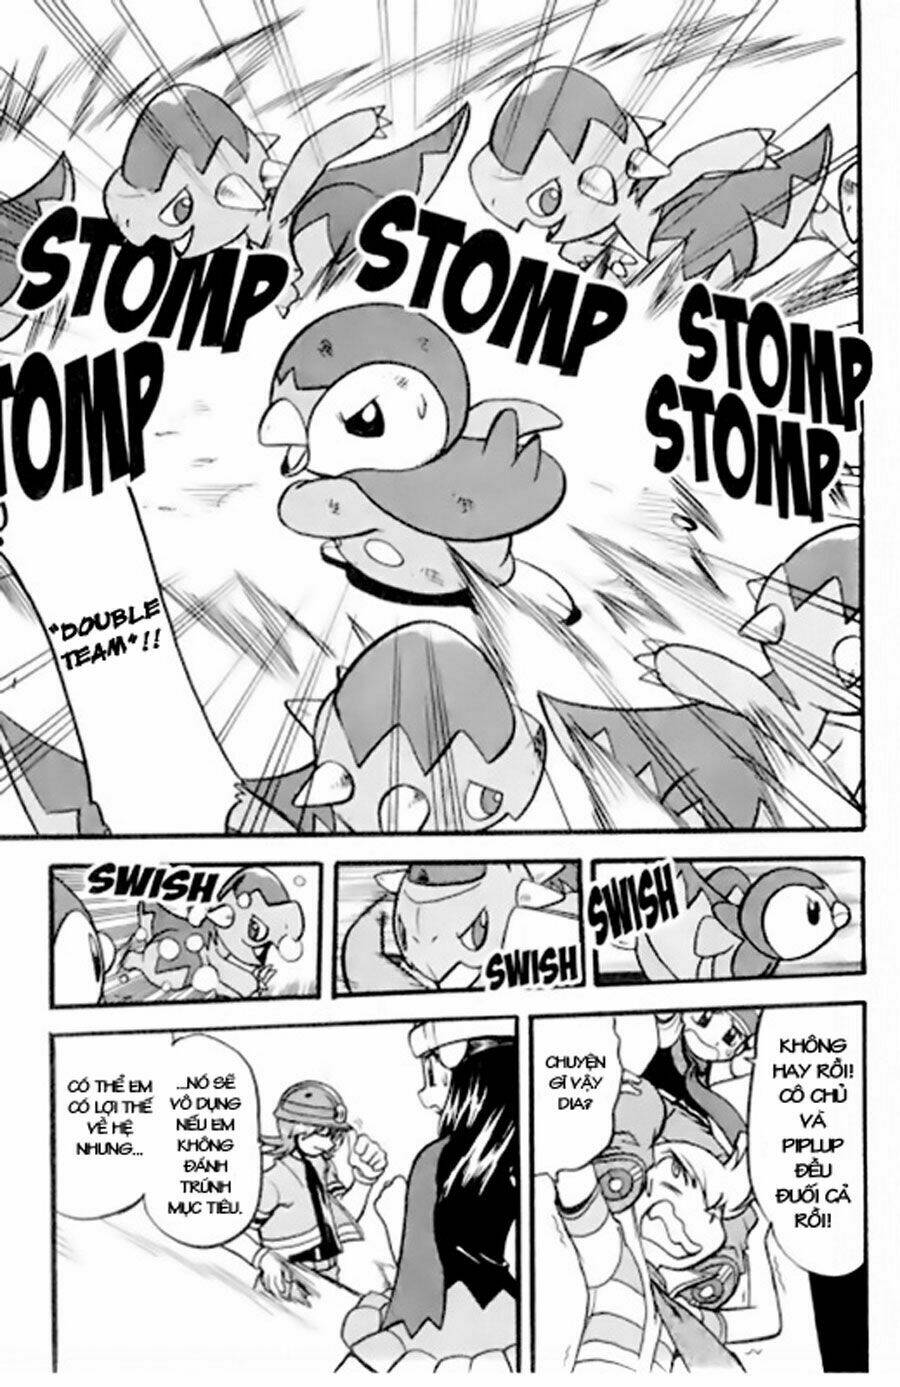 STOMP
STOMP
STOMP
STOMP
STOMP
TOMP
"DOUBLE
TEAM"!!
SWISH
SWISH
SWISH
KHÔNG
HAY RỒI!
CÔ CHỦ
VÀ
PIPLUP
ĐỀU
ĐUỐI CẢ
RỒI!
CHUYỆN
GÌ VẬY
DIA?
...NÓ SẼ
VÔ DỤNG
NẾU EM
KHÔNG
ĐÁNH
TRÚNH
MỤC TIÊU.
CÓ THỂ EM
CÓ LỢI THẾ
VỀ HỆ
NHƯNG...